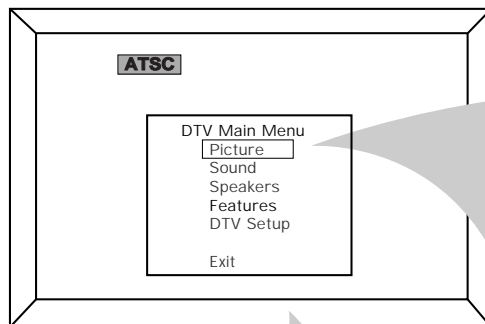 ATSC
DTV Main Menu
Picture
Sound
Speakers
Features
DTV Setup
Exit